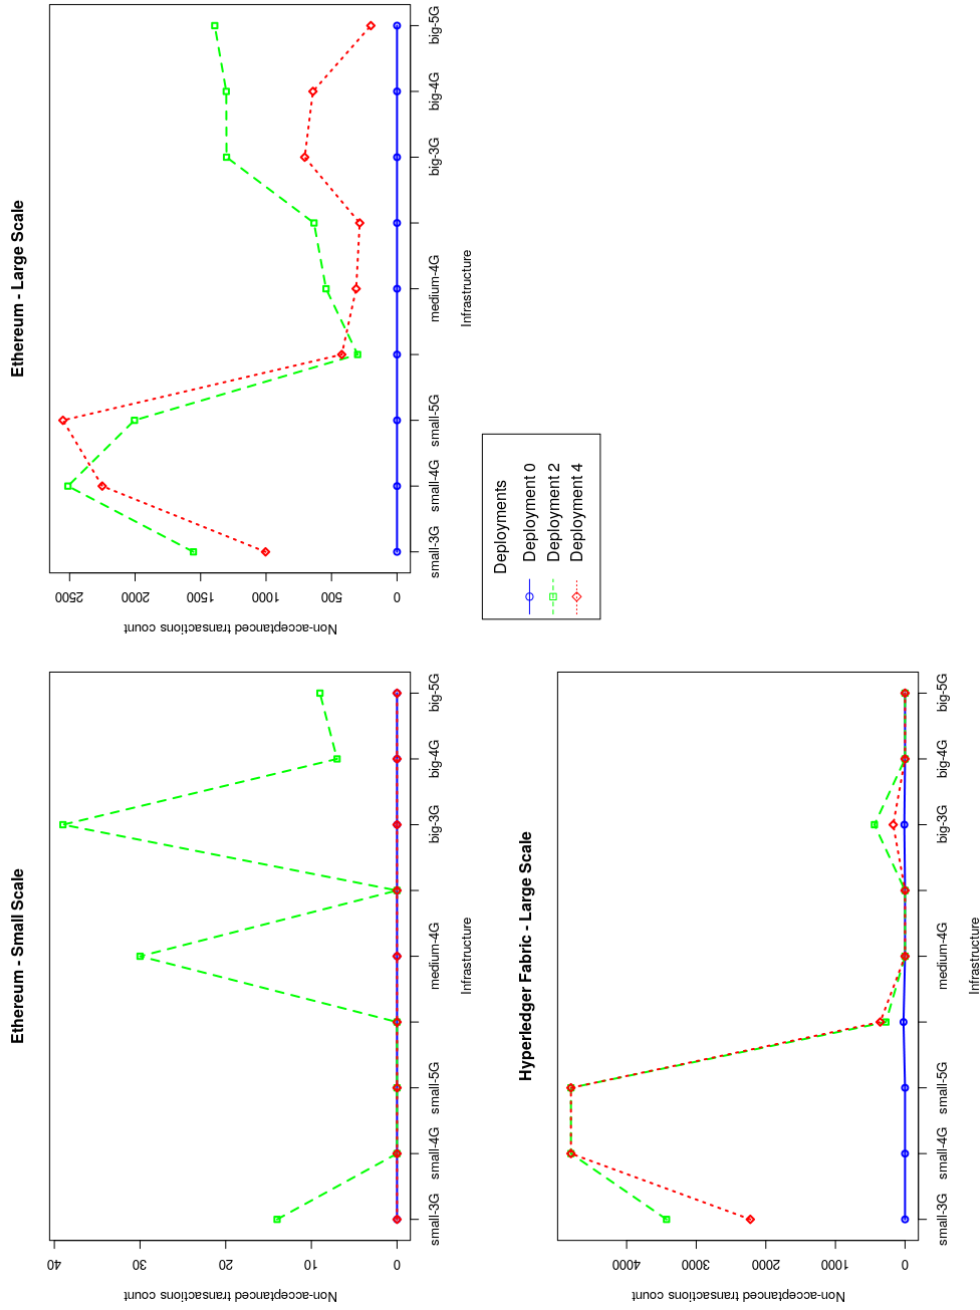 Ethereum - Small Scale
Non-acceptanced transactions count
0
10
20
30
40
small-3G
small-4G
small-5G
medium-4G
big-3G
big-4G
big-5G
Infrastructure
Ethereum - Large Scale
Non-acceptanced transactions count
0
500
1000
1500
2000
2500
small-3G
small-4G
small-5G
medium-4G
big-3G
big-4G
big-5G
Infrastructure
Hyperledger Fabric - Large Scale
Non-acceptanced transactions count
0
1000
2000
3000
4000
small-3G
small-4G
small-5G
medium-4G
big-3G
big-4G
big-5G
Infrastructure
Deployments
Deployment 0
Deployment 2
Deployment 4